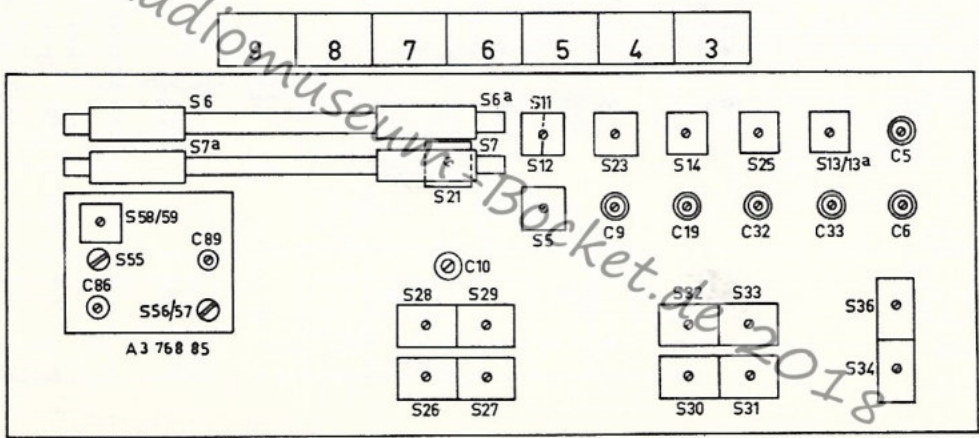 9 8 7 6 5 4 3
S6 S6a S11
S7a S7 S12 S23 S14 S25 S13/13a C5
S21
S58/59 S5 C9 C19 C32 C33 C6
C89
S55 C10
C86 S28 S29 S32 S33 S36
S56/57
A3 768 85 S34
S26 S27 S30 S31
Radiomuseum-Bocket.de 2018